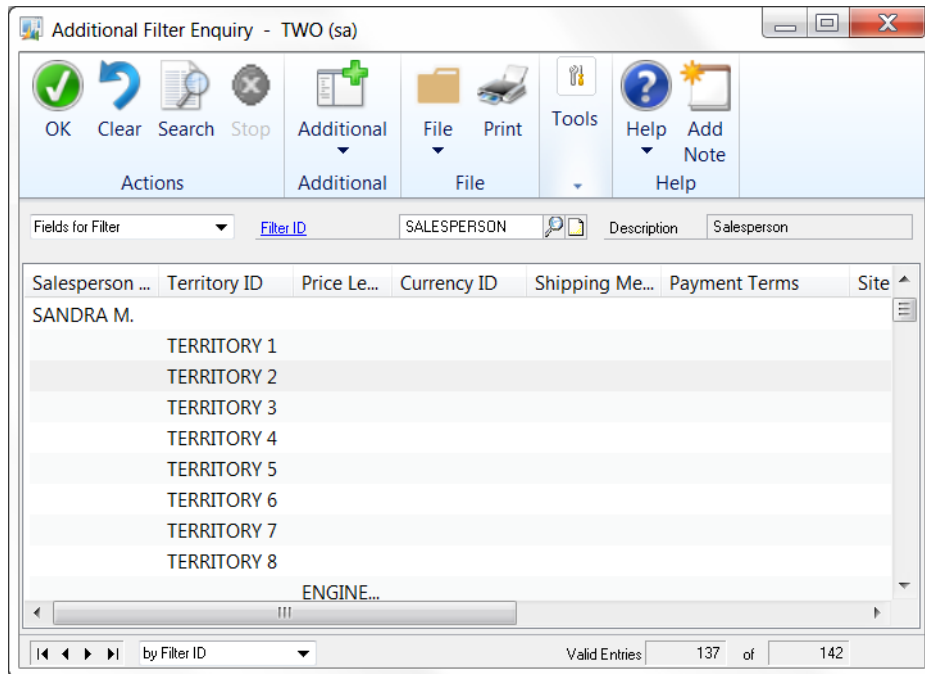 Additional Filter Enquiry - TWO (sa)
OK Clear Search Stop Additional File Print Tools Help Add Note
Actions Additional File Help
Fields for Filter Filter ID SALESPERSON Description Salesperson
Salesperson ... Territory ID Price Le... Currency ID Shipping Me... Payment Terms Site
SANDRA M.
TERRITORY 1
TERRITORY 2
TERRITORY 3
TERRITORY 4
TERRITORY 5
TERRITORY 6
TERRITORY 7
TERRITORY 8
ENGINE...
by Filter ID Valid Entries 137 of 142